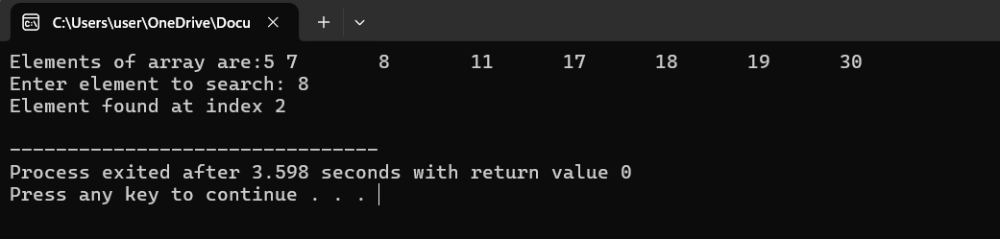 C:\Users\user\OneDrive\Docu
Elements of array are:5 7 8 11 17 18 19 30
Enter element to search: 8
Element found at index 2
--------------------------------
Process exited after 3.598 seconds with return value 0
Press any key to continue . . .